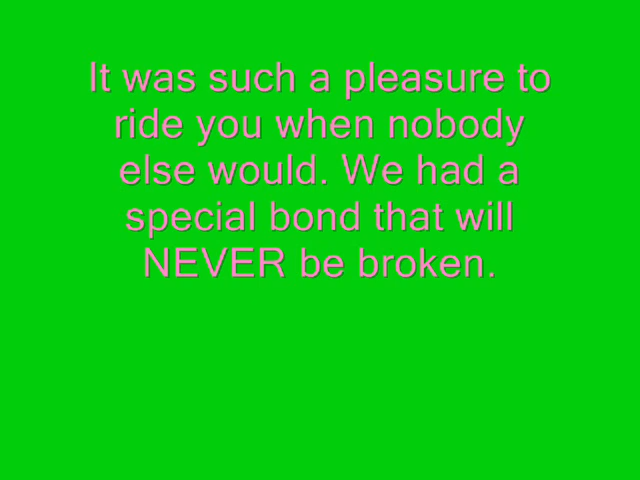 It was such a pleasure to
ride you when nobody
else would. We had a
special bond that will
NEVER be broken.